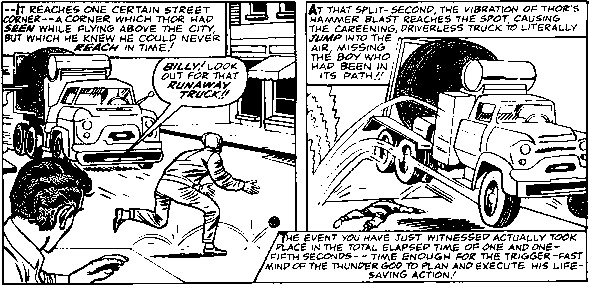 --IT REACHES ONE CERTAIN STREET
CORNER--A CORNER WHICH THOR HAD
SEEN WHILE FLYING ABOVE THE CITY,
BUT WHICH HE KNEW HE COULD NEVER
REACH IN TIME!
BILLY! LOOK
OUT FOR THAT
RUNAWAY
TRUCK!!
AT THAT SPLIT-SECOND, THE VIBRATION OF THOR'S
HAMMER BLAST REACHES THE SPOT, CAUSING
THE CAREENING, DRIVERLESS TRUCK TO LITERALLY
JUMP INTO THE
AIR, MISSING
THE BOY WHO
HAD BEEN IN
ITS PATH!!
THE EVENT YOU HAVE JUST WITNESSED ACTUALLY TOOK
PLACE IN THE TOTAL ELAPSED TIME OF ONE AND ONE-
FIFTH SECONDS -- TIME ENOUGH FOR THE TRIGGER-FAST
MIND OF THE THUNDER GOD TO PLAN AND EXECUTE HIS LIFE-
SAVING ACTION!